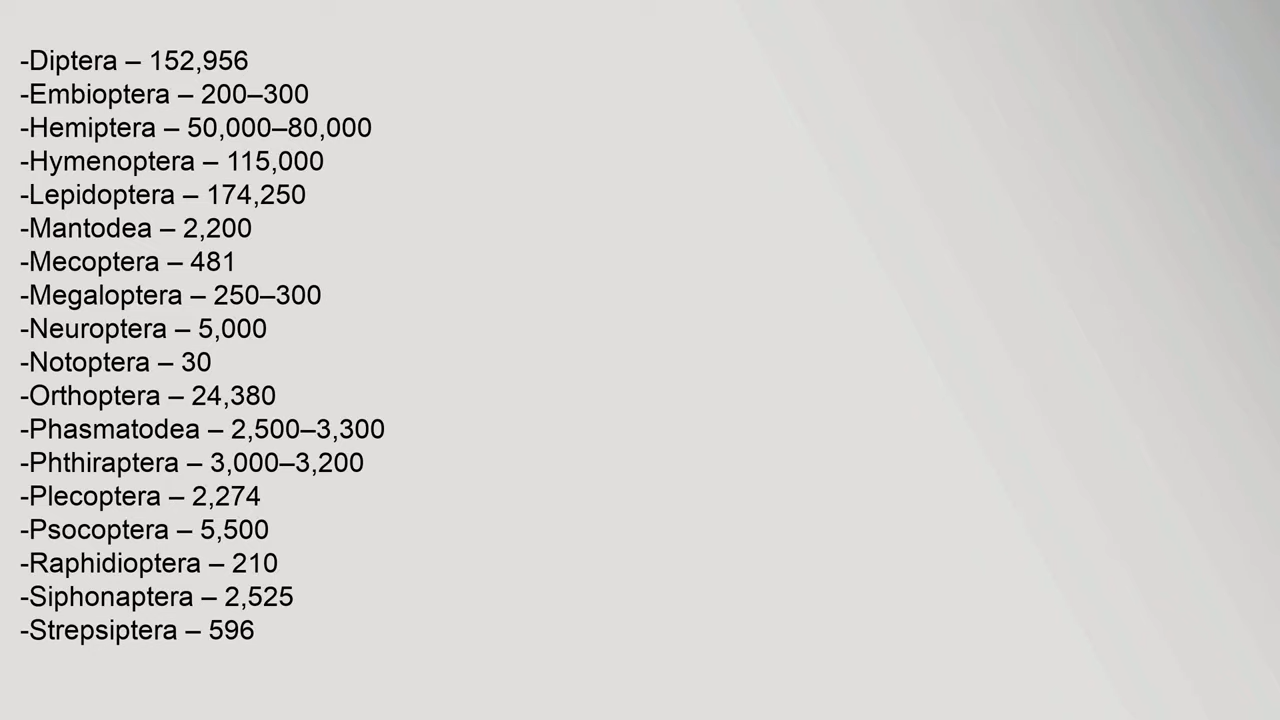 -Diptera – 152,956
-Embioptera – 200–300
-Hemiptera – 50,000–80,000
-Hymenoptera – 115,000
-Lepidoptera – 174,250
-Mantodea – 2,200
-Mecoptera – 481
-Megaloptera – 250–300
-Neuroptera – 5,000
-Notoptera – 30
-Orthoptera – 24,380
-Phasmatodea – 2,500–3,300
-Phthiraptera – 3,000–3,200
-Plecoptera – 2,274
-Psocoptera – 5,500
-Raphidioptera – 210
-Siphonaptera – 2,525
-Strepsiptera – 596